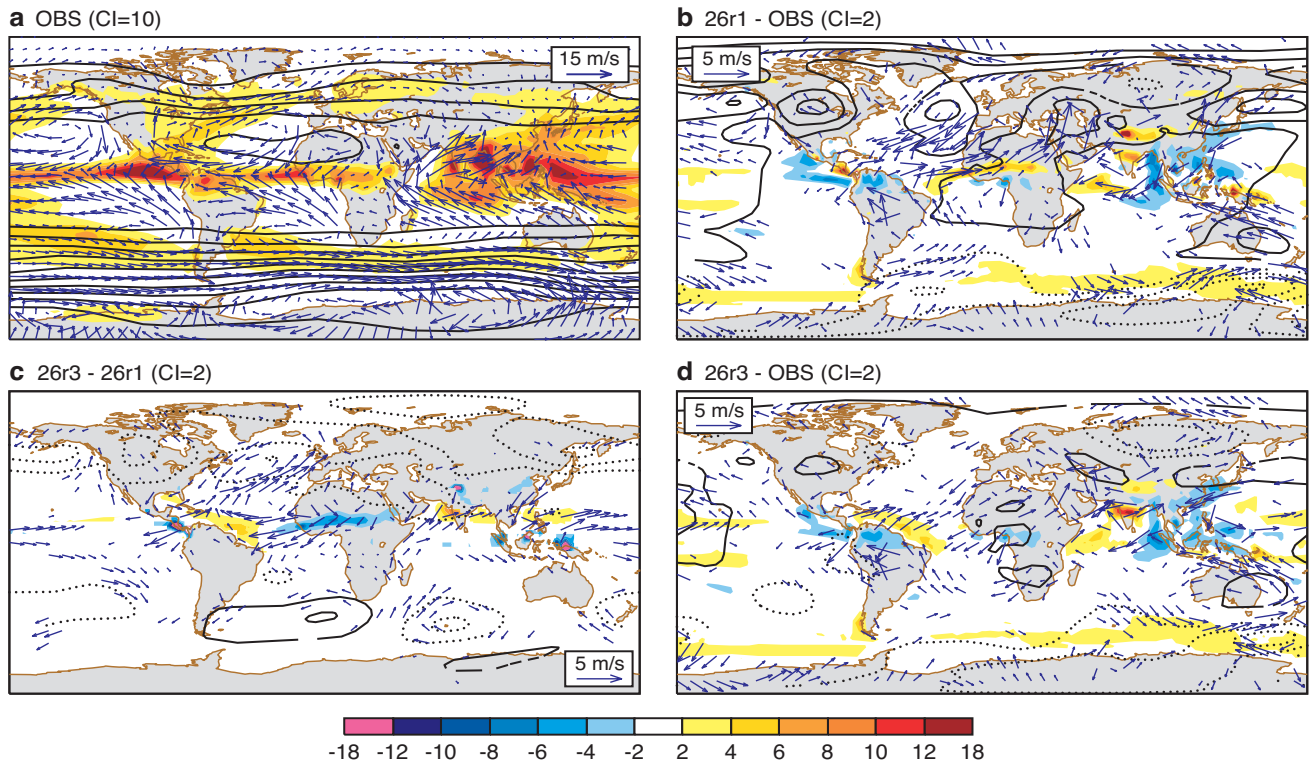 a OBS (CI=10)
15 m/s
b 26r1 - OBS (CI=2)
5 m/s
c 26r3 - 26r1 (CI=2)
5 m/s
d 26r3 - OBS (CI=2)
5 m/s
-18 -12 -10 -8 -6 -4 -2 2 4 6 8 10 12 18